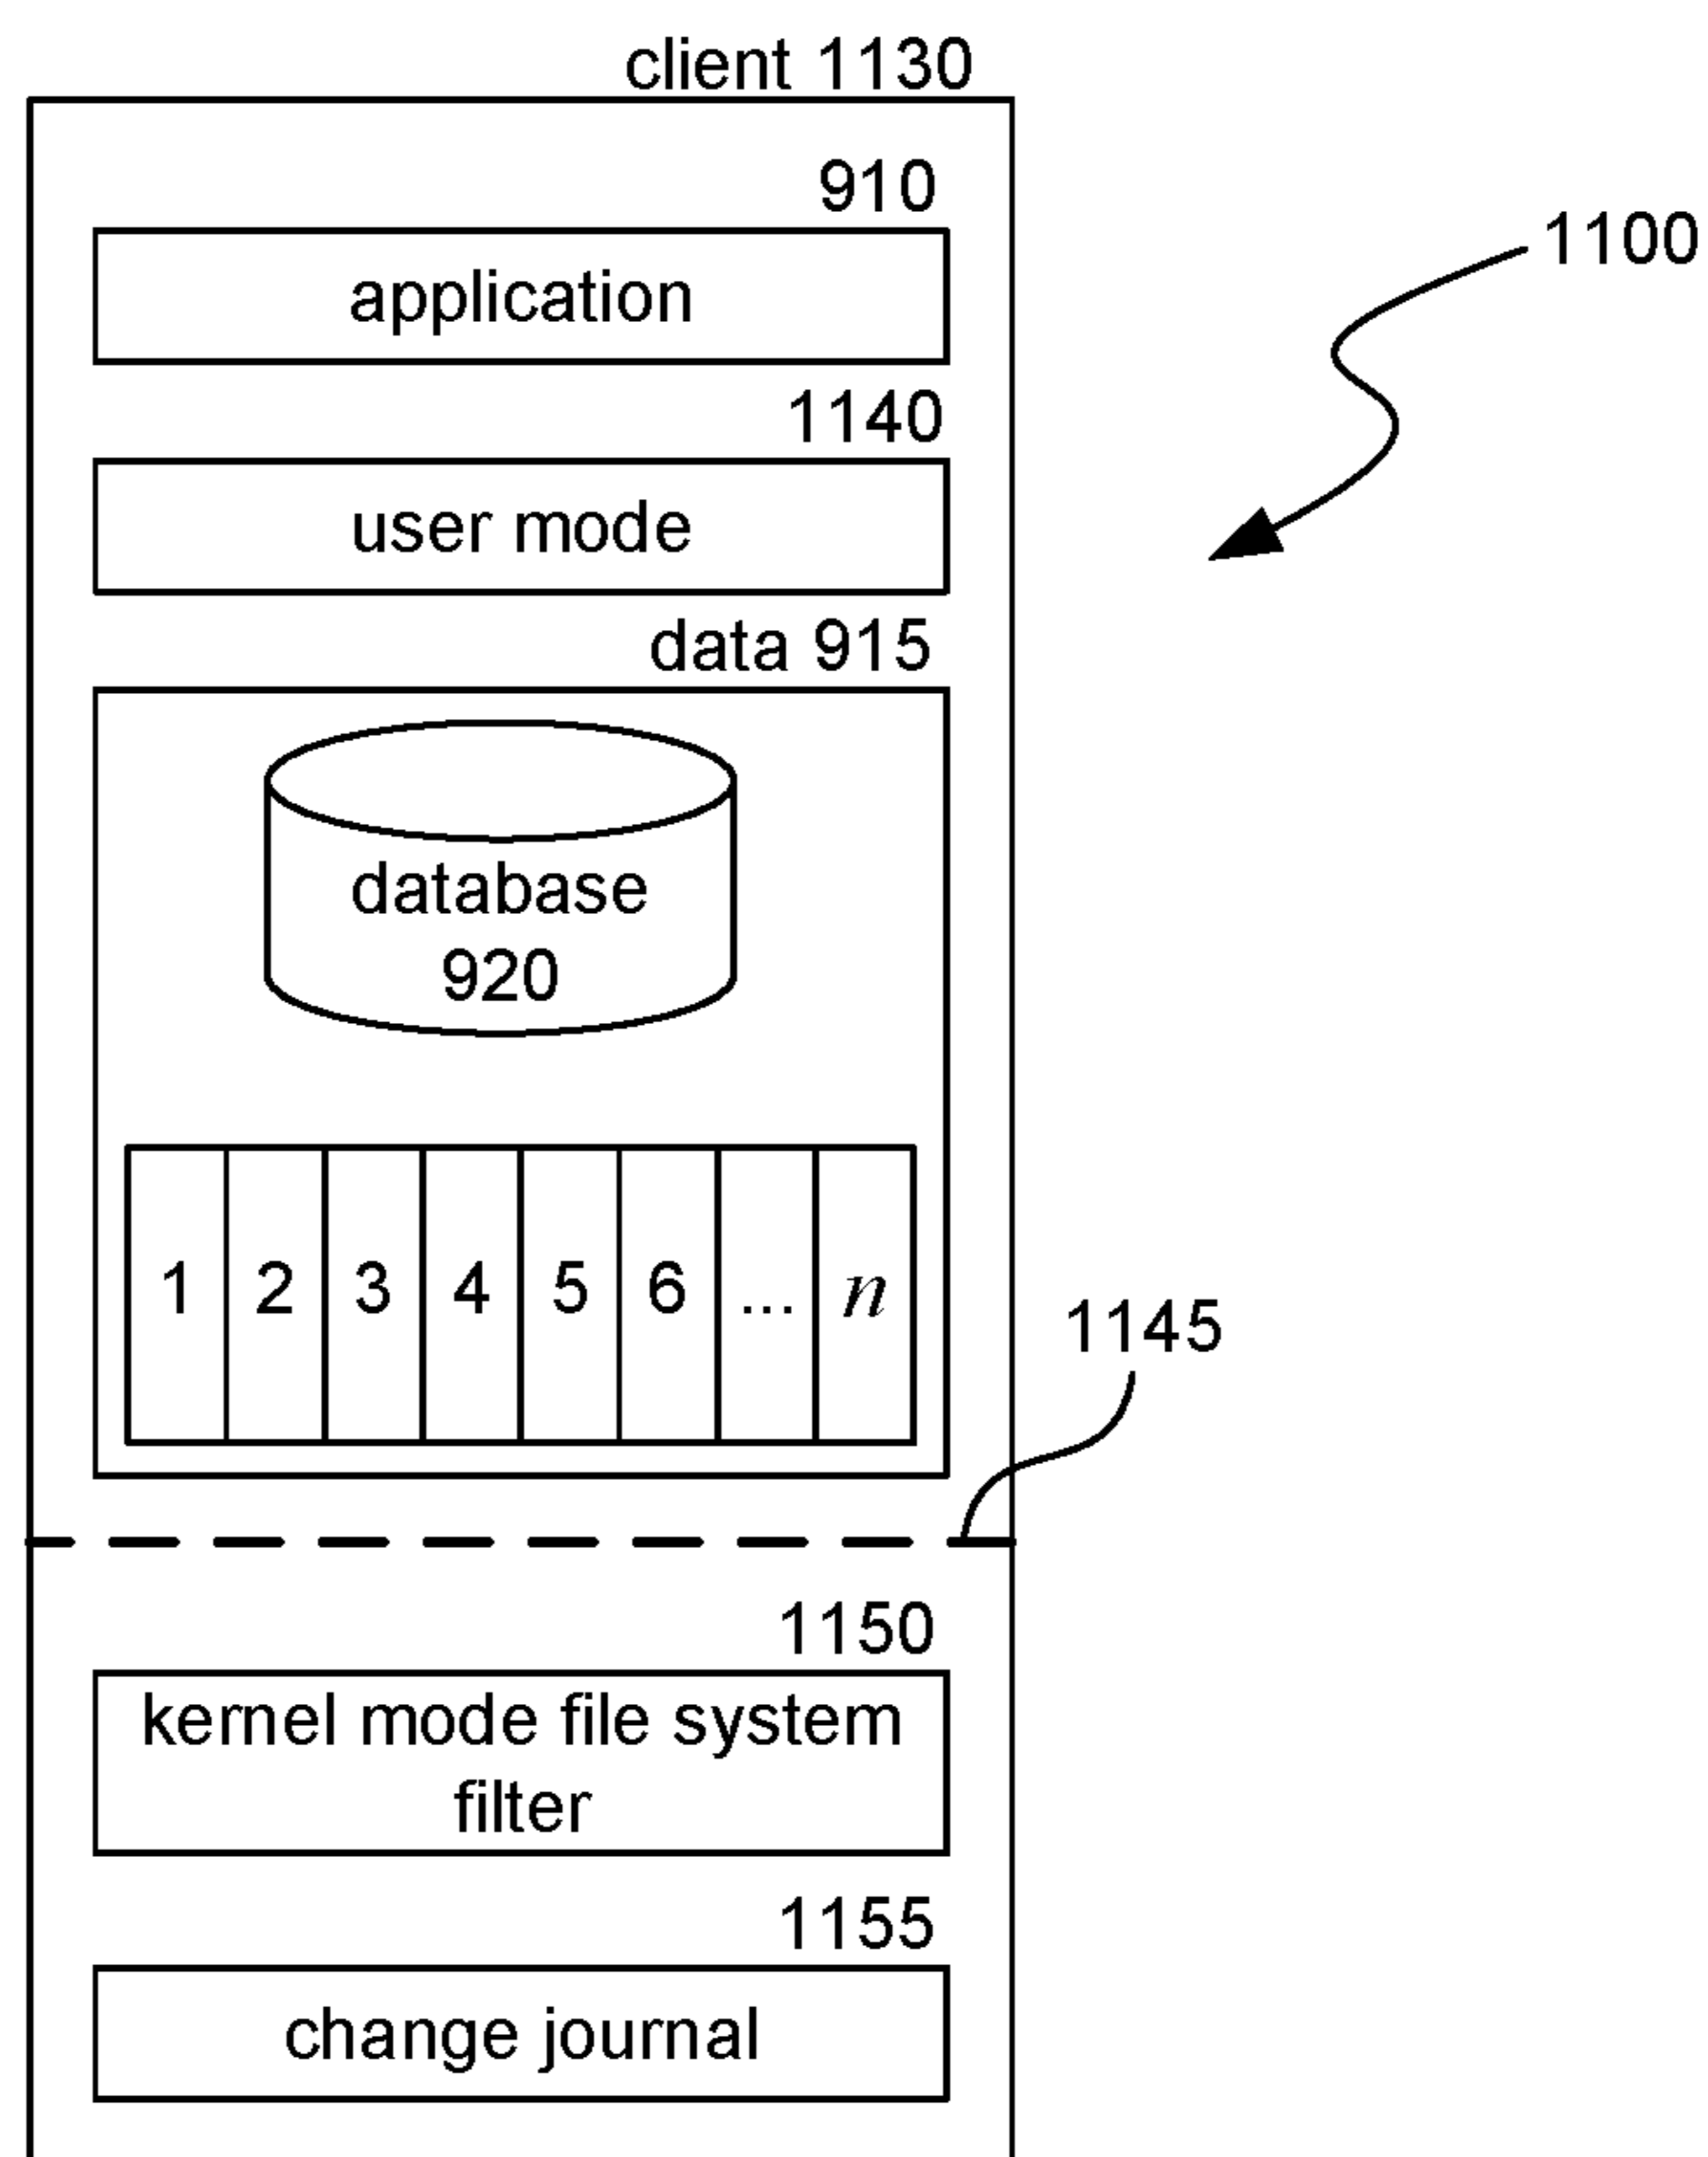 client 1130
910
1100
application
1140
user mode
data 915
database
920
1 2 3 4 5 6 ... n
1145
1150
kernel mode file system
filter
1155
change journal